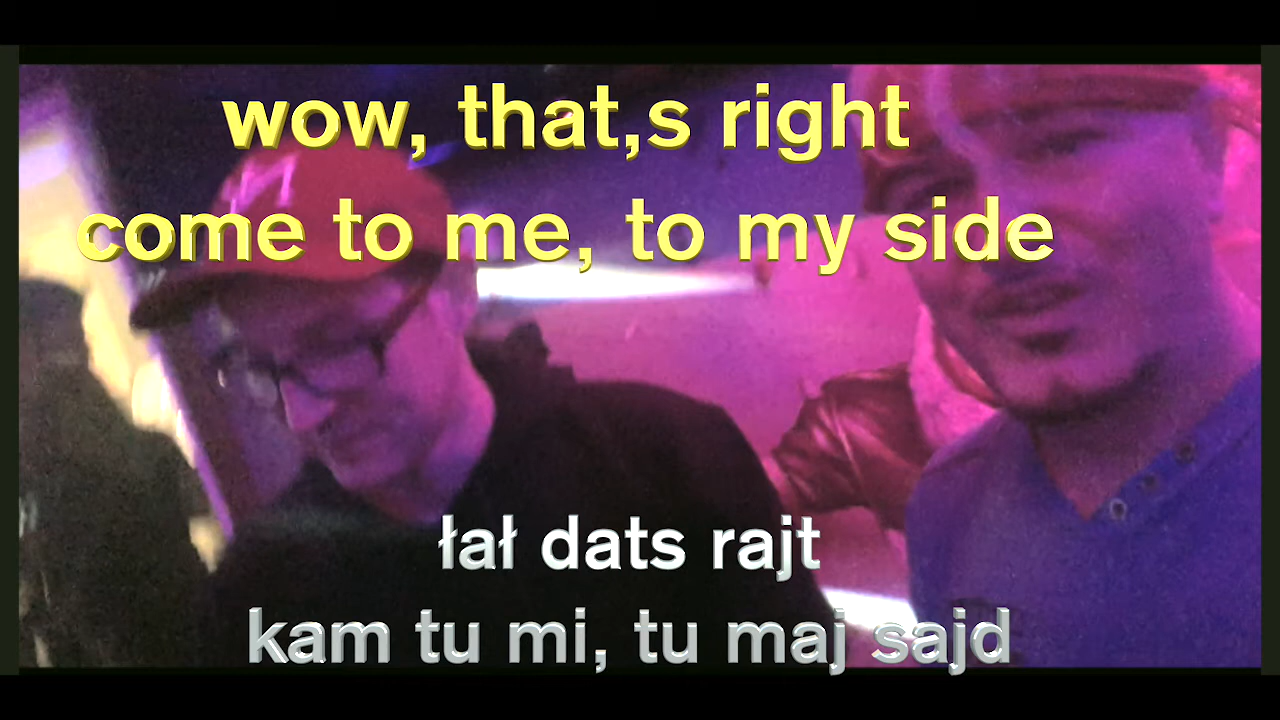 wow, that,s right
come to me, to my side
łał dats rajt
kam tu mi, tu maj sajd